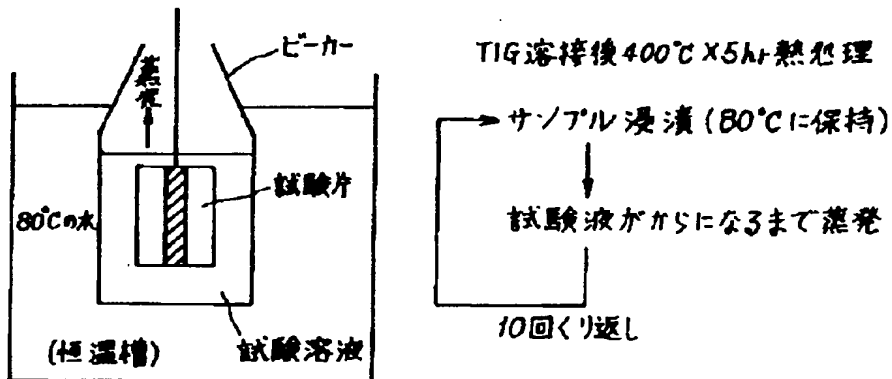 ビーカー
蒸発
試験片
80℃の水
(恒温槽)
試験溶液
TIG溶接後400℃×5hr熱処理
サンプル浸漬(80℃に保持)
試験液がからになるまで蒸発
10回くり返し